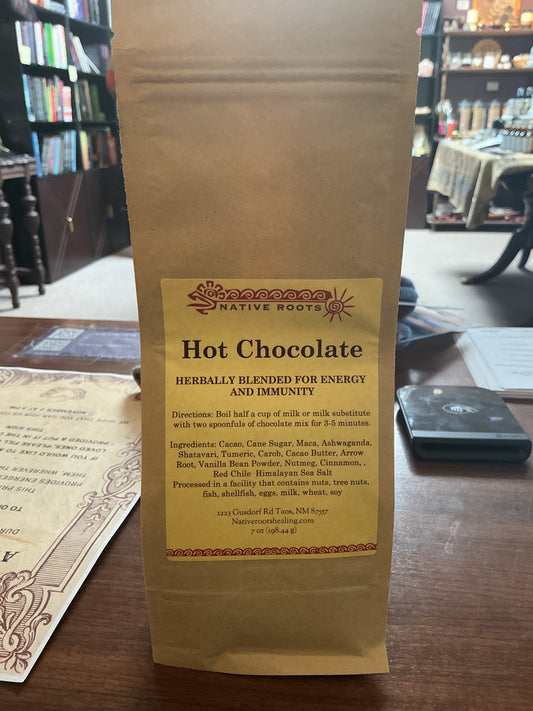 NATIVE ROOTS
Hot Chocolate
HERBALLY BLENDED FOR ENERGY
AND IMMUNITY
Directions: Boil half a cup of milk or milk substitute
with two spoonfuls of chocolate mix for 3-5 minutes.
Ingredients: Cacao, Cane Sugar, Maca, Ashwaganda,
Shatavari, Tumeric, Carob, Cacao Butter, Arrow
Root, Vanilla Bean Powder, Nutmeg, Cinnamon, ,
Red Chile Himalayan Sea Salt
Processed in a facility that contains nuts, tree nuts,
fish, shellfish, eggs, milk, wheat, soy
1223 Gusdorf Rd Taos, NM 87557
Nativerootshealing.com
7 oz (198.44 g)